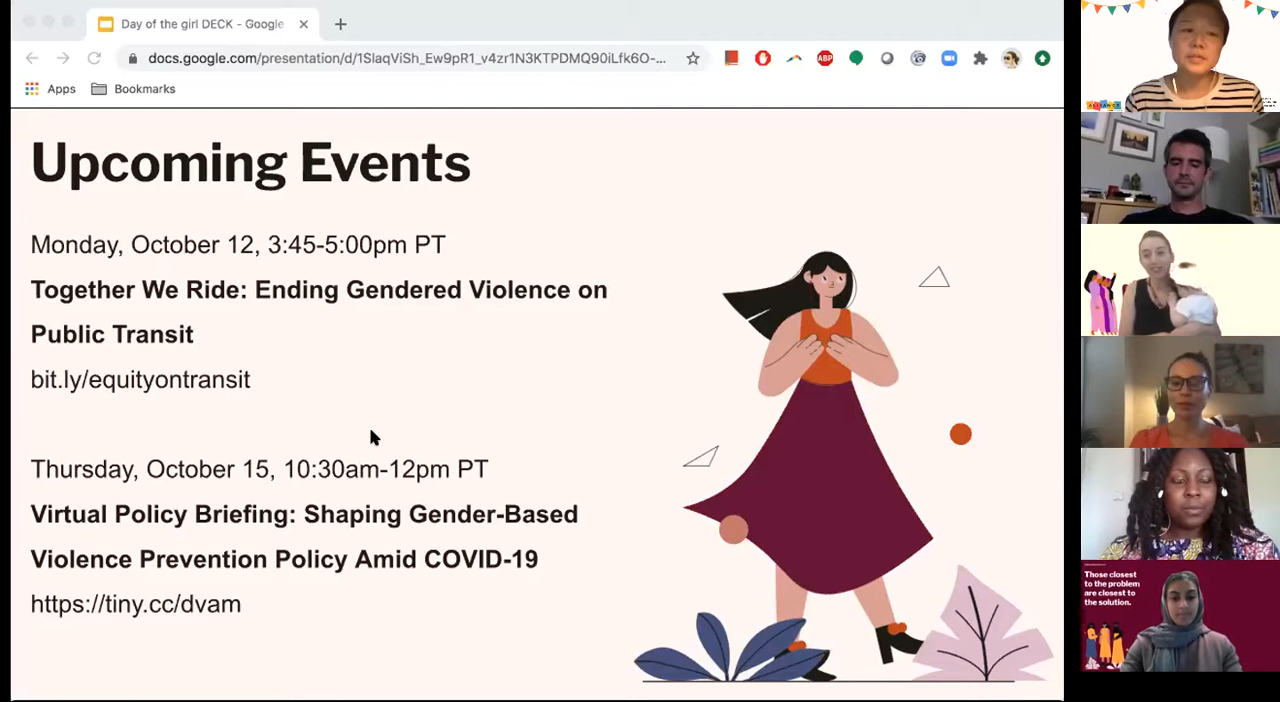 Day of the girl DECK - Google
docs.google.com/presentation/d/1SlaqViSh_Ew9pR1_v4zr1N3KTPDMQ90iLfk6O-...
ABP
Apps
Bookmarks
Upcoming Events
Monday, October 12, 3:45-5:00pm PT
Together We Ride: Ending Gendered Violence on
Public Transit
bit.ly/equityontransit
Thursday, October 15, 10:30am-12pm PT
Virtual Policy Briefing: Shaping Gender-Based
Violence Prevention Policy Amid COVID-19
https://tiny.cc/dvam
ALLIANCE
Those closest
to the problem
are closest to
the solution.